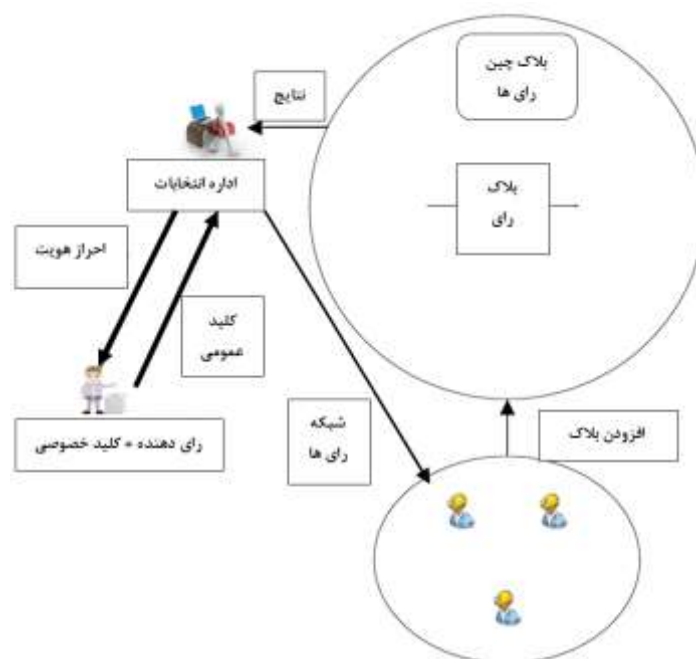 بلاک چین
رای ها
نتایج
اداره انتخابات
بلاک
رای
احراز هویت
کلید
عمومی
شبکه
رای ها
افزودن بلاک
رای دهنده + کلید خصوصی